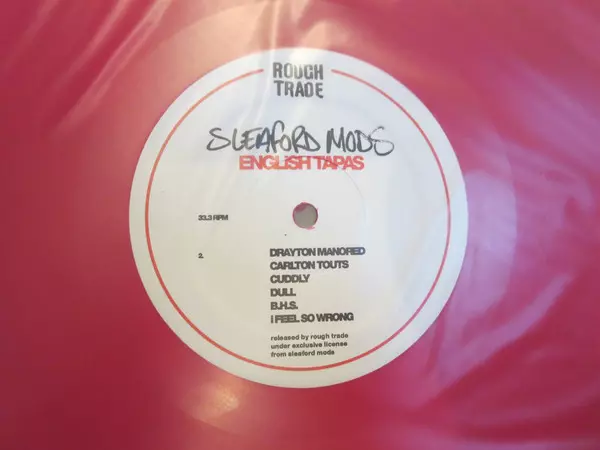 ROUGH
TRADE
SLEAFORD MODS
ENGLISH TAPAS
33.3 RPM
2.
DRAYTON MANORED
CARLTON TOUTS
CUDDLY
DULL
B.H.S.
I FEEL SO WRONG
released by rough trade
under exclusive license
from sleaford mods